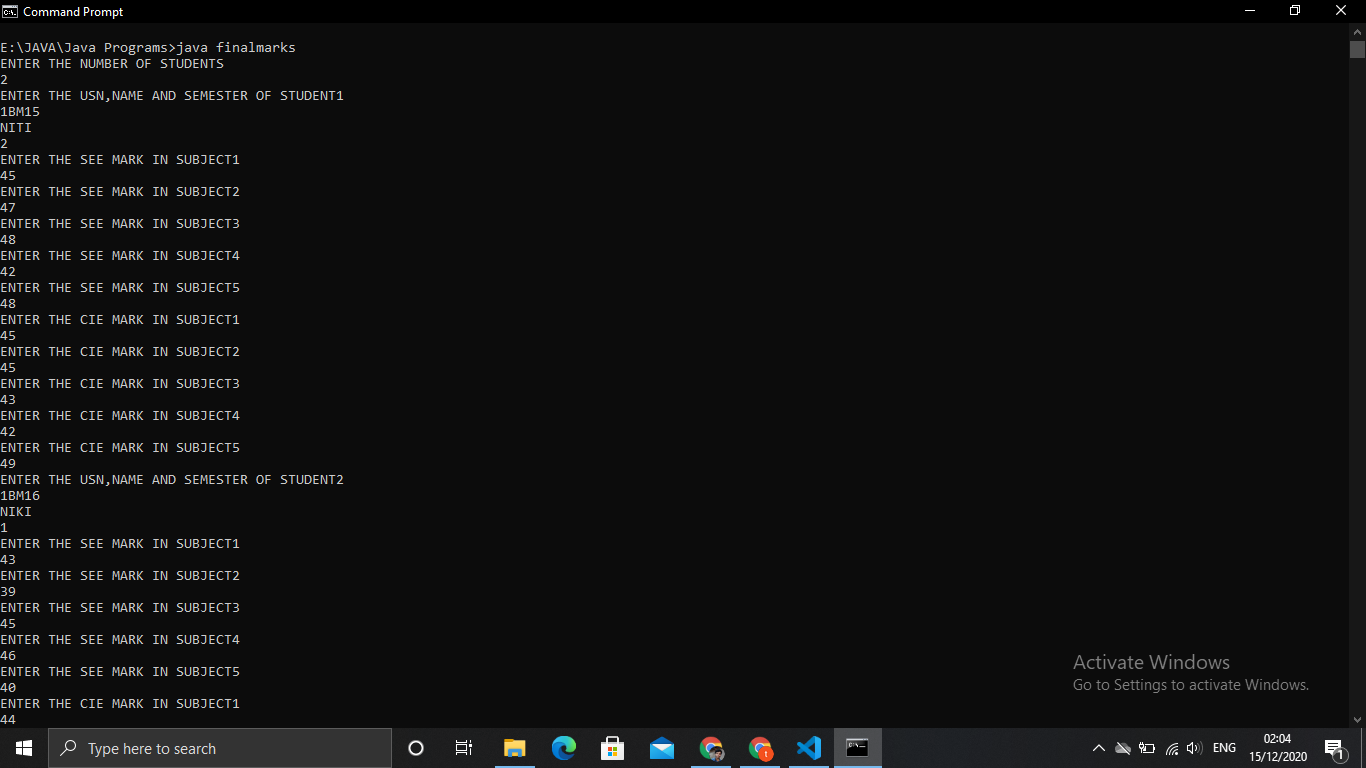 Command Prompt
E:\JAVA\Java Programs>java finalmarks
ENTER THE NUMBER OF STUDENTS
2
ENTER THE USN,NAME AND SEMESTER OF STUDENT1
1BM15
NITI
2
ENTER THE SEE MARK IN SUBJECT1
45
ENTER THE SEE MARK IN SUBJECT2
47
ENTER THE SEE MARK IN SUBJECT3
48
ENTER THE SEE MARK IN SUBJECT4
42
ENTER THE SEE MARK IN SUBJECT5
48
ENTER THE CIE MARK IN SUBJECT1
45
ENTER THE CIE MARK IN SUBJECT2
45
ENTER THE CIE MARK IN SUBJECT3
43
ENTER THE CIE MARK IN SUBJECT4
42
ENTER THE CIE MARK IN SUBJECT5
49
ENTER THE USN,NAME AND SEMESTER OF STUDENT2
1BM16
NIKI
1
ENTER THE SEE MARK IN SUBJECT1
43
ENTER THE SEE MARK IN SUBJECT2
39
ENTER THE SEE MARK IN SUBJECT3
45
ENTER THE SEE MARK IN SUBJECT4
46
ENTER THE SEE MARK IN SUBJECT5
40
ENTER THE CIE MARK IN SUBJECT1
44
Activate Windows
Go to Settings to activate Windows.
Type here to search
ENG
02:04
15/12/2020
1